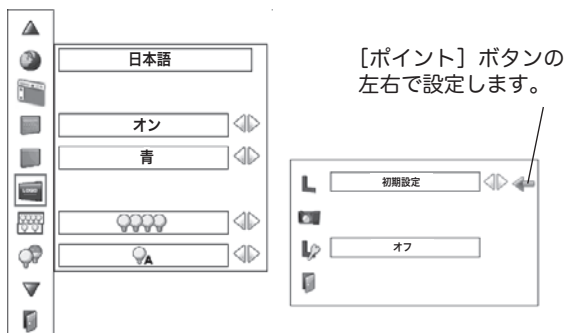 日本語
オン
青
LOGO
A
[ポイント] ボタンの
左右で設定します。
初期設定
オフ